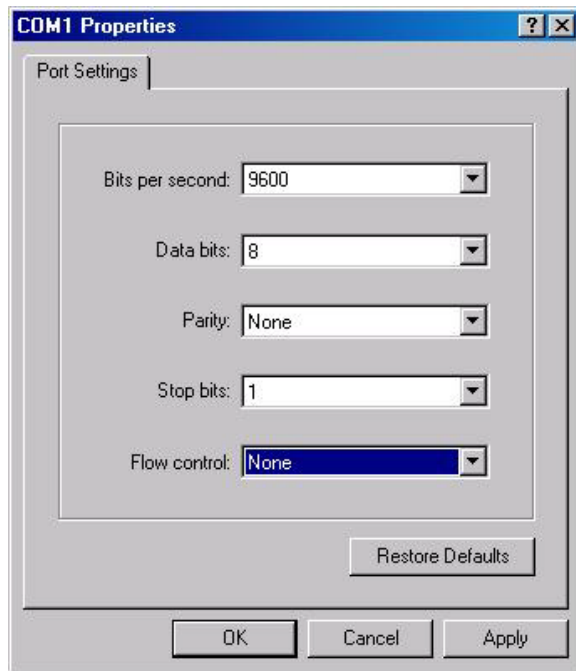 COM1 Properties
Port Settings
Bits per second: 9600
Data bits: 8
Parity: None
Stop bits: 1
Flow control: None
Restore Defaults
OK Cancel Apply